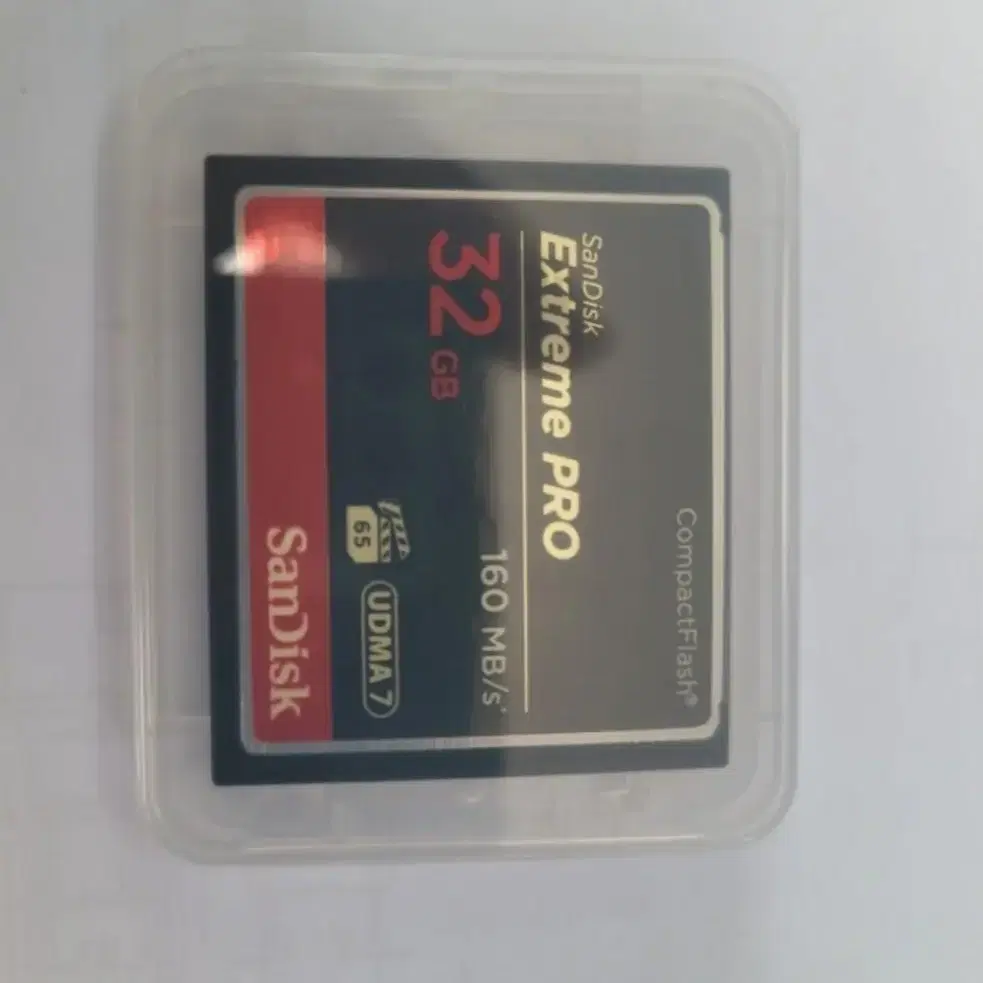 CompactFlash®
SanDisk
Extreme PRO
160 MB/s*
32 GB
65
UDMA 7
SanDisk